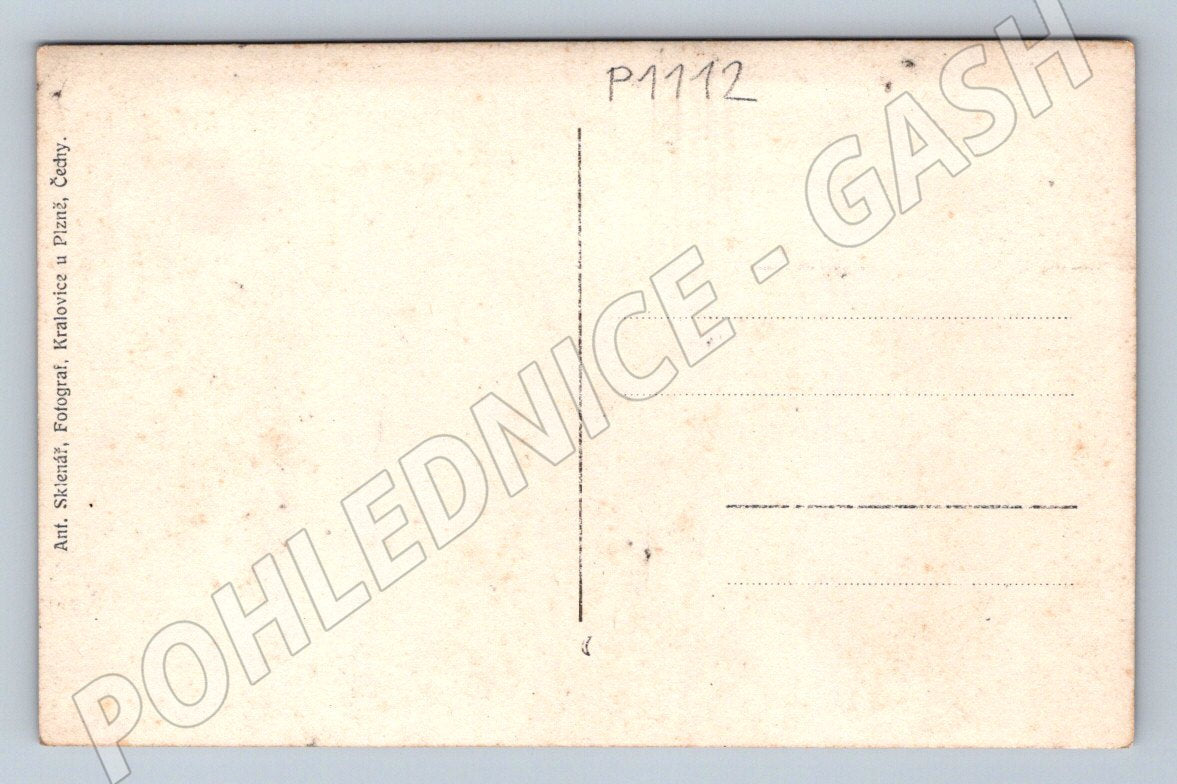 P1112
Ant. Sklenář, Fotograf, Kralovice u Plzně, Čechy.
POHLEDNICE - GASH